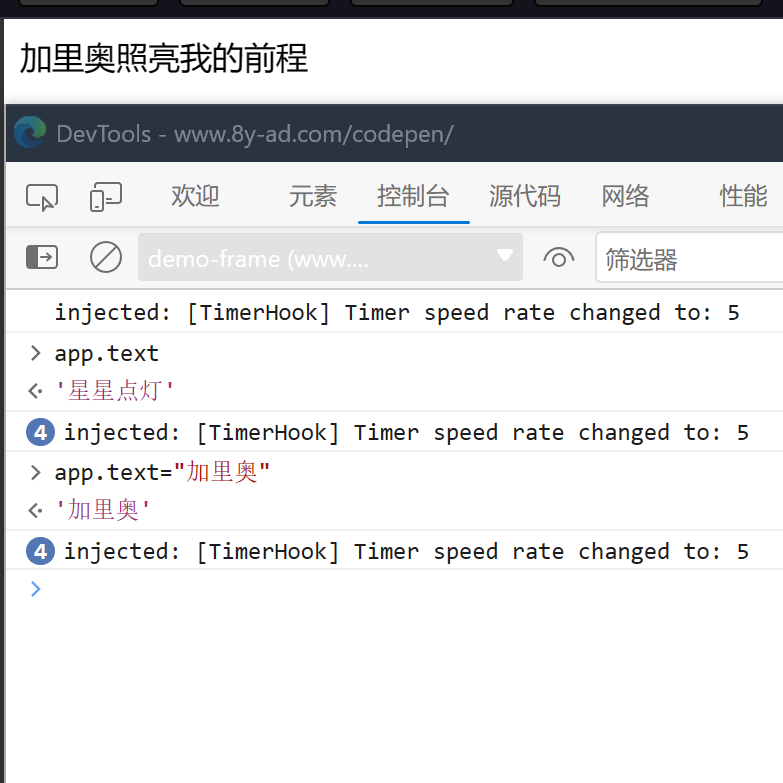 加里奥照亮我的前程
DevTools - www.8y-ad.com/codepen/
欢迎 元素 控制台 源代码 网络 性能
demo-frame (www.... 筛选器
injected: [TimerHook] Timer speed rate changed to: 5
> app.text
'星星点灯'
4 injected: [TimerHook] Timer speed rate changed to: 5
> app.text="加里奥"
'加里奥'
4 injected: [TimerHook] Timer speed rate changed to: 5
>